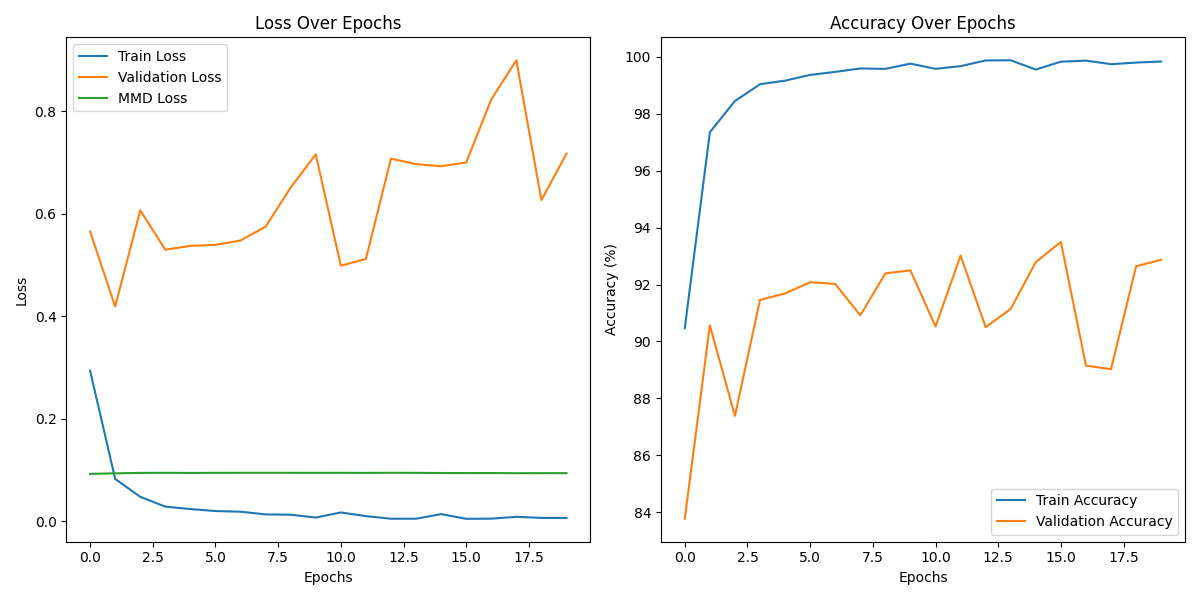 Loss Over Epochs
Train Loss
Validation Loss
MMD Loss
Loss
0.8
0.6
0.4
0.2
0.0
0.0 2.5 5.0 7.5 10.0 12.5 15.0 17.5
Epochs
Accuracy Over Epochs
Accuracy (%)
100
98
96
94
92
90
88
86
84
Train Accuracy
Validation Accuracy
0.0 2.5 5.0 7.5 10.0 12.5 15.0 17.5
Epochs